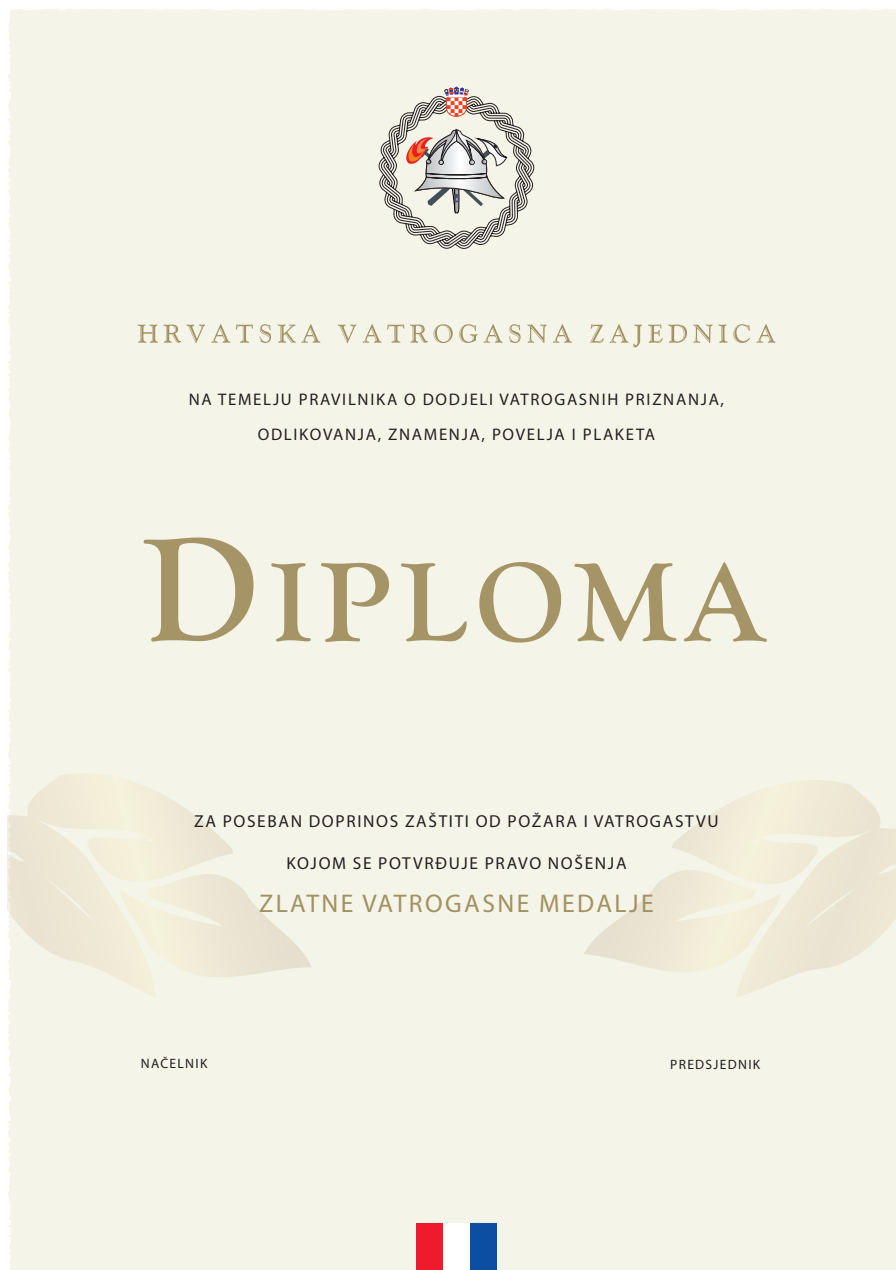 HRVATSKA VATROGASNA ZAJEDNICA
NA TEMELJU PRAVILNIKA O DODJELI VATROGASNIH PRIZNANJA,
ODLIKOVANJA, ZNAMENJA, POVELJA I PLAKETA
DIPLOMA
ZA POSEBAN DOPRINOS ZAŠTITI OD POŽARA I VATROGASTVU
KOJOM SE POTVRĐUJE PRAVO NOŠENJA
ZLATNE VATROGASNE MEDALJE
NAČELNIK
PREDSJEDNIK